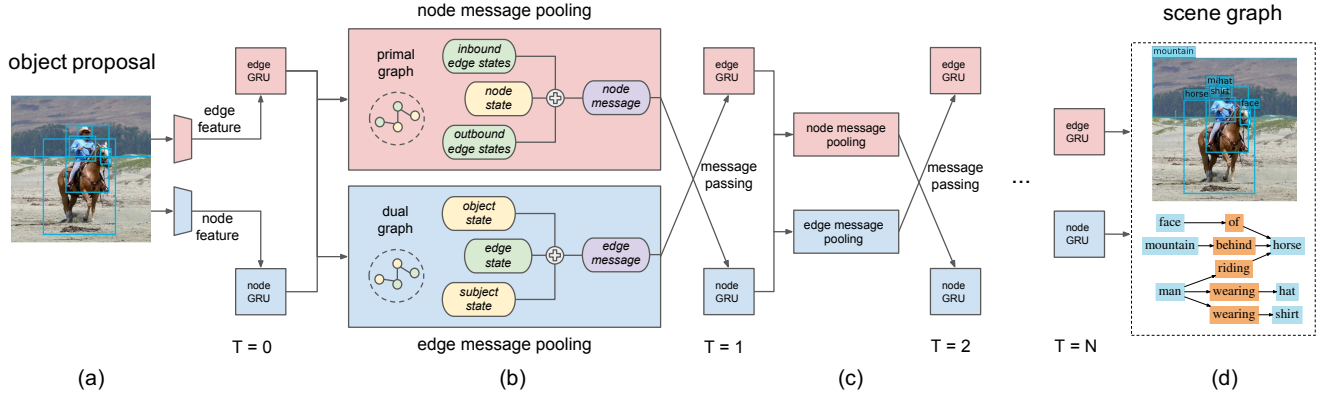 object proposal
edge
feature
node
feature
edge
GRU
node
GRU
T = 0
(a)
node message pooling
primal
graph
inbound
edge states
node
state
outbound
edge states
node
message
dual
graph
object
state
edge
state
subject
state
edge
message
edge message pooling
(b)
edge
GRU
message
passing
node
GRU
T = 1
node message
pooling
edge message
pooling
(c)
edge
GRU
message
passing
node
GRU
T = 2
...
edge
GRU
node
GRU
T = N
scene graph
mountain
hat
shirt
horse
face
face
of
mountain
behind
horse
riding
man
wearing
hat
wearing
shirt
(d)